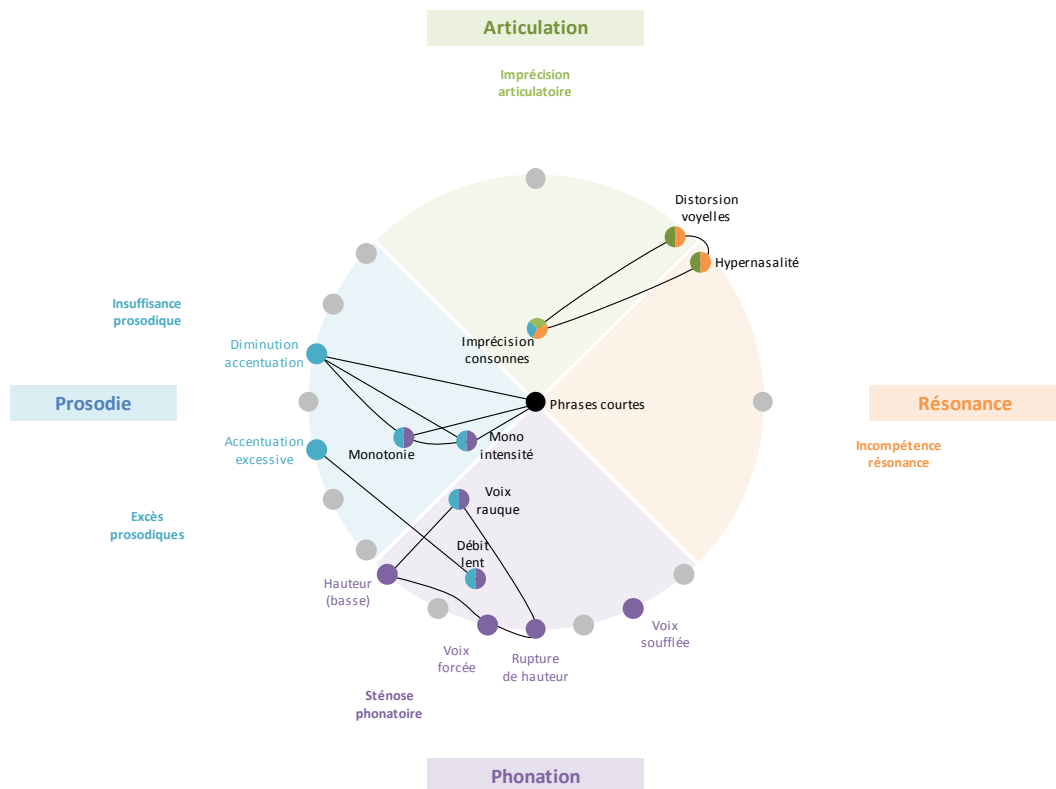 Articulation
Imprécision
articulatoire
Distorsion
voyelles
Hypernasalité
Insuffisance
prosodique
Diminution
accentuation
Imprécision
consonnes
Prosodie
Phrases courtes
Résonance
Accentuation
excessive
Monotonie
Mono
intensité
Incompétence
résonance
Voix
rauque
Excès
prosodiques
Débit
lent
Hauteur
(basse)
Voix
soufflée
Voix
forcée
Rupture
de hauteur
Sténose
phonatoire
Phonation